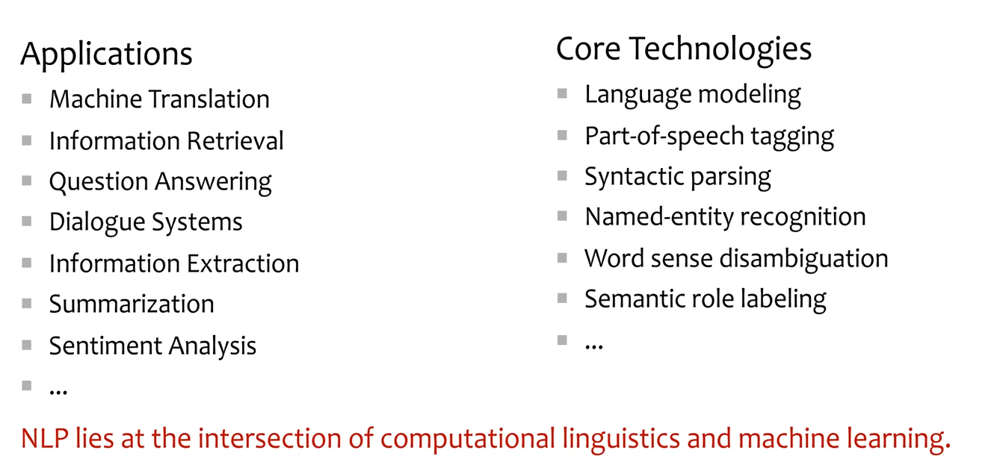 Applications
Machine Translation
Information Retrieval
Question Answering
Dialogue Systems
Information Extraction
Summarization
Sentiment Analysis
...
Core Technologies
Language modeling
Part-of-speech tagging
Syntactic parsing
Named-entity recognition
Word sense disambiguation
Semantic role labeling
...
NLP lies at the intersection of computational linguistics and machine learning.